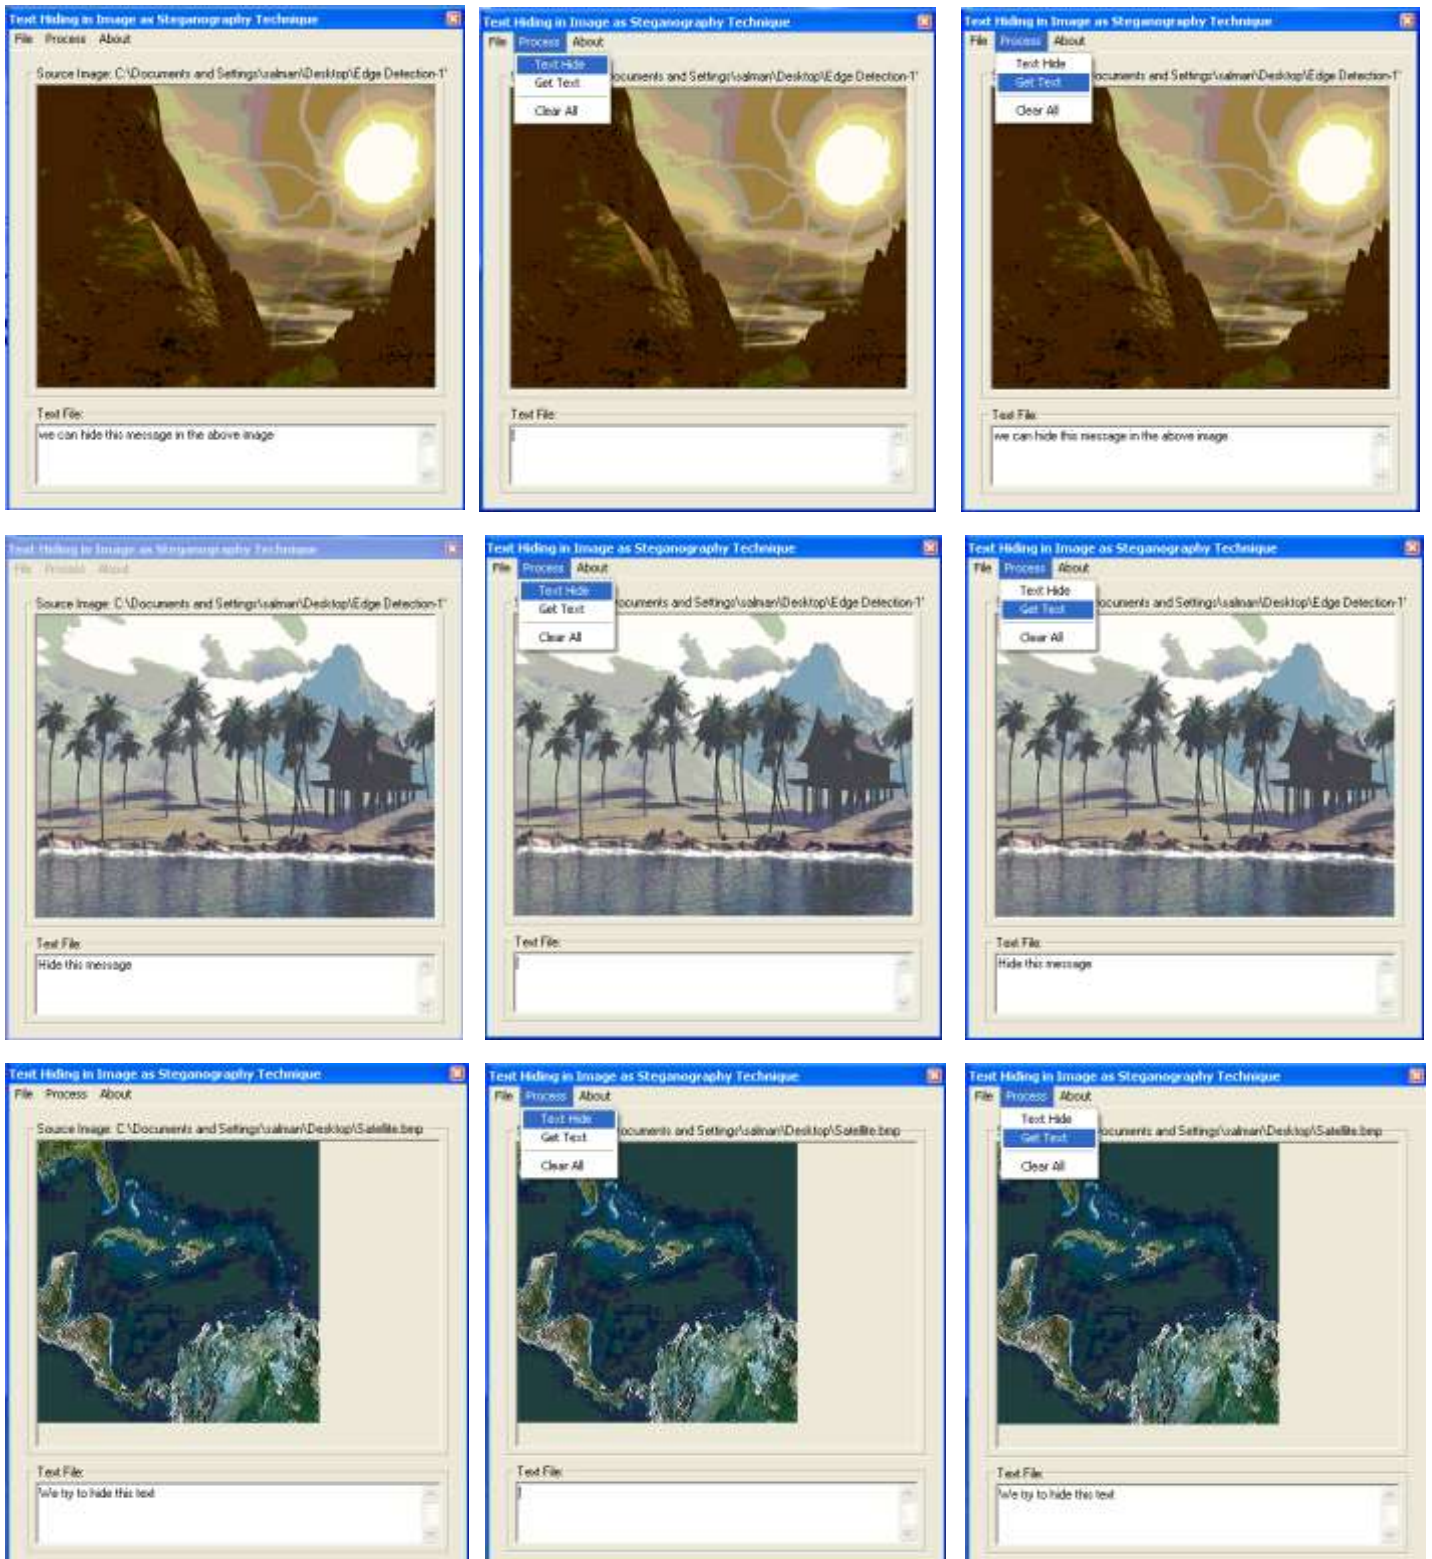 Text Hiding in Image as Steganography Technique
File Process About
Source Image: C:\Documents and Settings\salman\Desktop\Edge Detection-1'
Text File:
we can hide this message in the above image
Text Hiding in Image as Steganography Technique
File Process About
Text Hide
ocuments and Settings\salman\Desktop\Edge Detection-1'
Get Text
Clear All
Text File:
Text Hiding in Image as Steganography Technique
File Process About
Text Hide
ocuments and Settings\salman\Desktop\Edge Detection-1'
Get Text
Clear All
Text File:
we can hide this message in the above image
Text Hiding in Image as Steganography Technique
File Process About
Source Image: C:\Documents and Settings\salman\Desktop\Edge Detection-1'
Text File:
Hide this message
Text Hiding in Image as Steganography Technique
File Process About
Text Hide
ocuments and Settings\salman\Desktop\Edge Detection-1'
Get Text
Clear All
Text File:
Text Hiding in Image as Steganography Technique
File Process About
Text Hide
ocuments and Settings\salman\Desktop\Edge Detection-1'
Get Text
Clear All
Text File:
Hide this message
Text Hiding in Image as Steganography Technique
File Process About
Source Image: C:\Documents and Settings\salman\Desktop\Satellite.bmp
Text File:
We try to hide this text
Text Hiding in Image as Steganography Technique
File Process About
Text Hide
ocuments and Settings\salman\Desktop\Satellite.bmp
Get Text
Clear All
Text File:
Text Hiding in Image as Steganography Technique
File Process About
Text Hide
ocuments and Settings\salman\Desktop\Satellite.bmp
Get Text
Clear All
Text File:
We try to hide this text